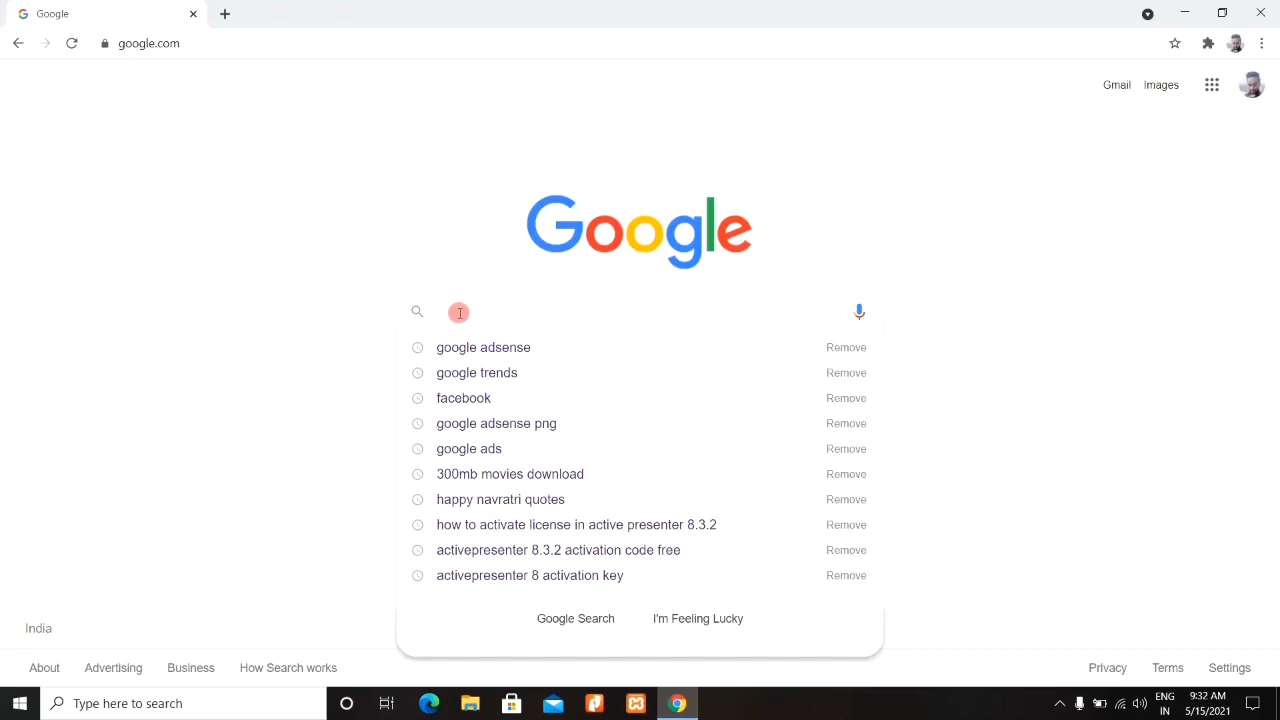 Google
google.com
Gmail Images
Google
google adsense Remove
google trends Remove
facebook Remove
google adsense png Remove
google ads Remove
300mb movies download Remove
happy navratri quotes Remove
how to activate license in active presenter 8.3.2 Remove
activepresenter 8.3.2 activation code free Remove
activepresenter 8 activation key Remove
Google Search I'm Feeling Lucky
India
About Advertising Business How Search works Privacy Terms Settings
Type here to search ENG 9:32 AM
IN 5/15/2021